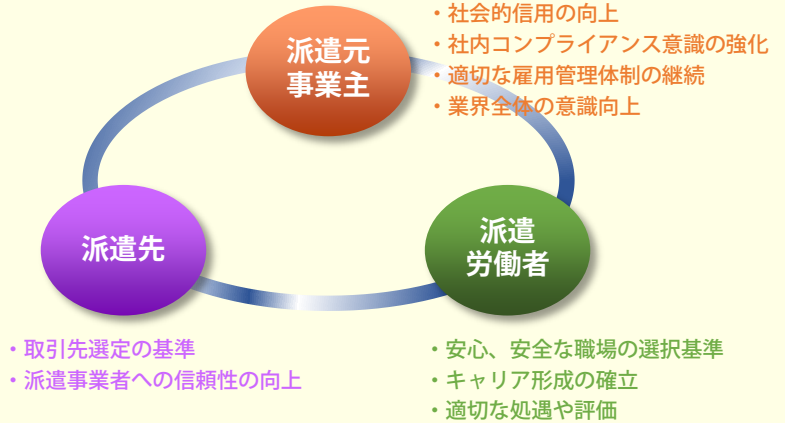 ・社会的信用の向上
・社内コンプライアンス意識の強化
・適切な雇用管理体制の継続
・業界全体の意識向上
派遣元
事業主
派遣先
派遣
労働者
・取引先選定の基準
・派遣事業者への信頼性の向上
・安心、安全な職場の選択基準
・キャリア形成の確立
・適切な処遇や評価